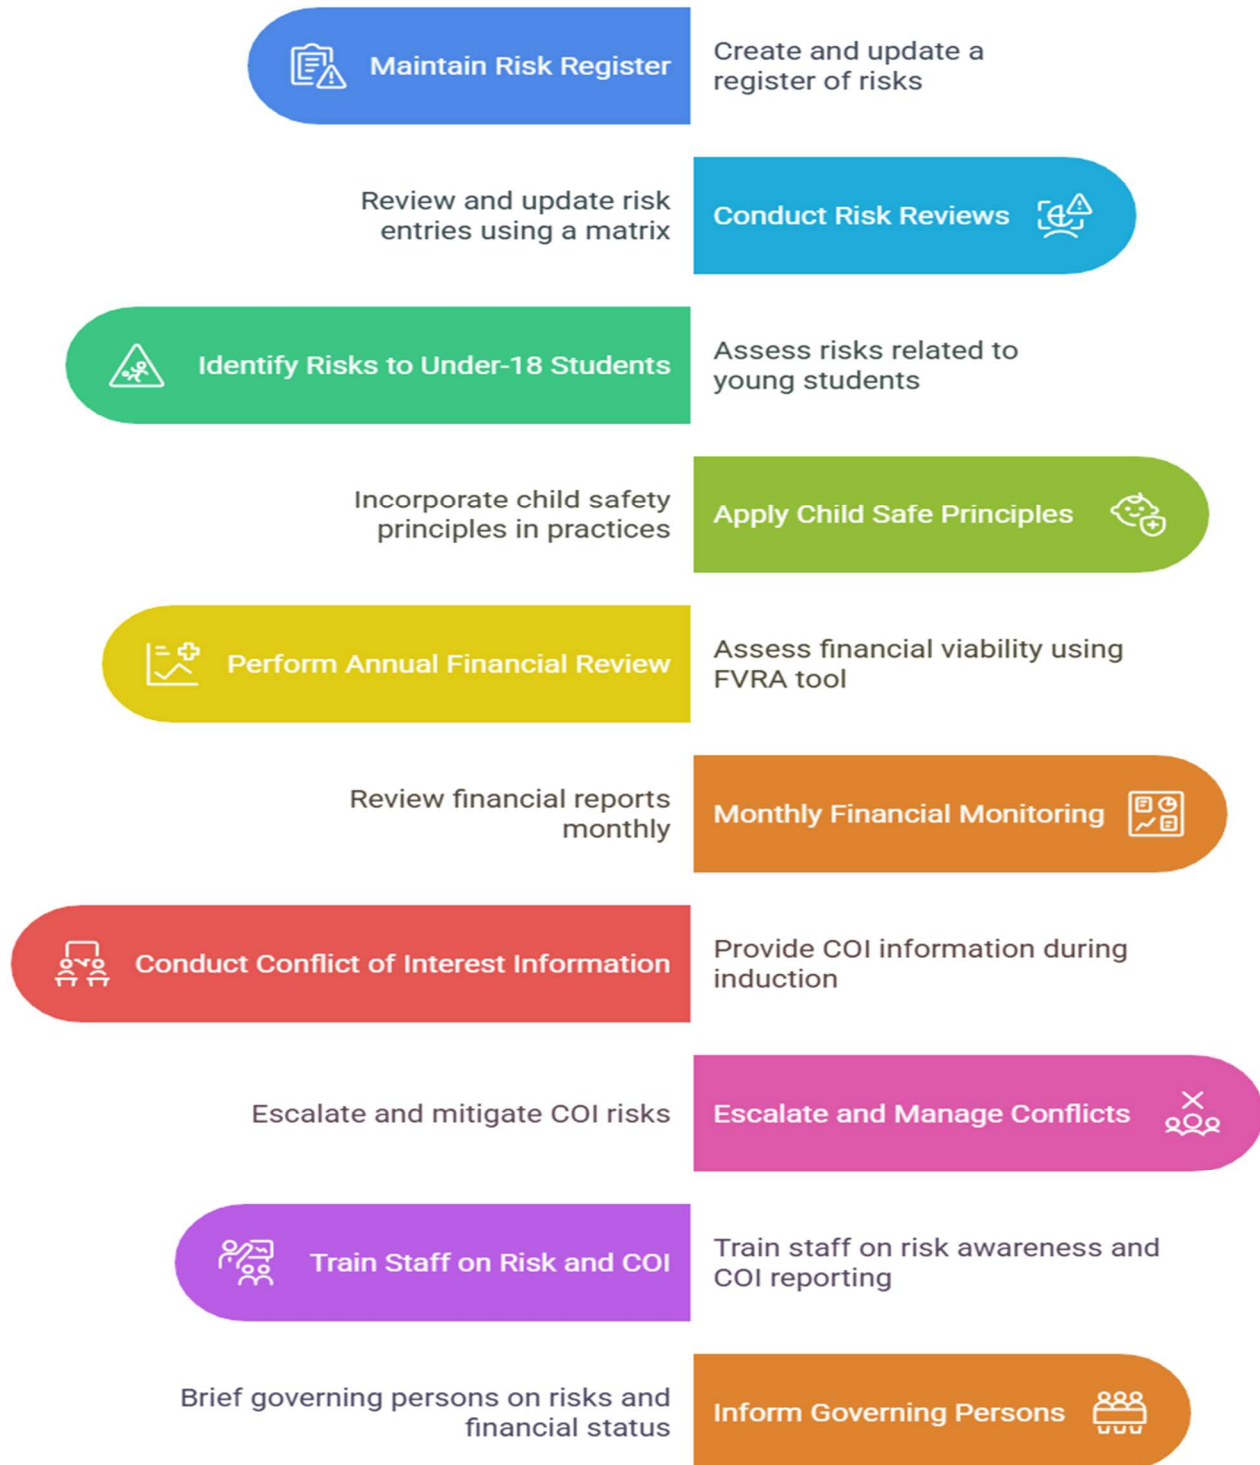 Maintain Risk Register
Create and update a
register of risks
Review and update risk
entries using a matrix
Conduct Risk Reviews
Identify Risks to Under-18 Students
Assess risks related to
young students
Incorporate child safety
principles in practices
Apply Child Safe Principles
Perform Annual Financial Review
Assess financial viability using
FVRA tool
Review financial reports
monthly
Monthly Financial Monitoring
Conduct Conflict of Interest Information
Provide COI information during
induction
Escalate and mitigate COI risks
Escalate and Manage Conflicts
Train Staff on Risk and COI
Train staff on risk awareness and
COI reporting
Brief governing persons on risks and
financial status
Inform Governing Persons